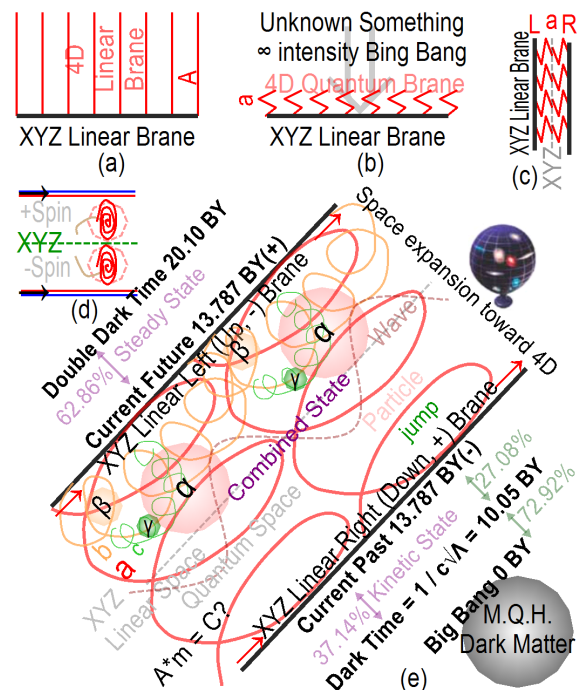 4D
Linear
Brane
A
XYZ Linear Brane
(a)
Unknown Something
∞ intensity Bing Bang
4D Quantum Brane
a
XYZ Linear Brane
(b)
L a R
XYZ Linear Brane
XYZ
(c)
+Spin
XYZ
-Spin
(d)
Double Dark Time 20.10 BY
62.86% Steady State
Current Future 13.787 BY(+)
XYZ Linear Left (Up, -) Brane
Space expansion toward 4D
β
α
γ
Wave
Particle
Combined State
jump
β
α
γ
b
c
a
XYZ
Linear Space
Quantum Space
A*m = C?
XYZ Linear Right (Down, +) Brane
Current Past 13.787 BY(-)
27.08%
72.92%
37.14% Kinetic State
Dark Time = 1 / c√Λ = 10.05 BY
Big Bang 0 BY
M.Q.H.
Dark Matter
(e)